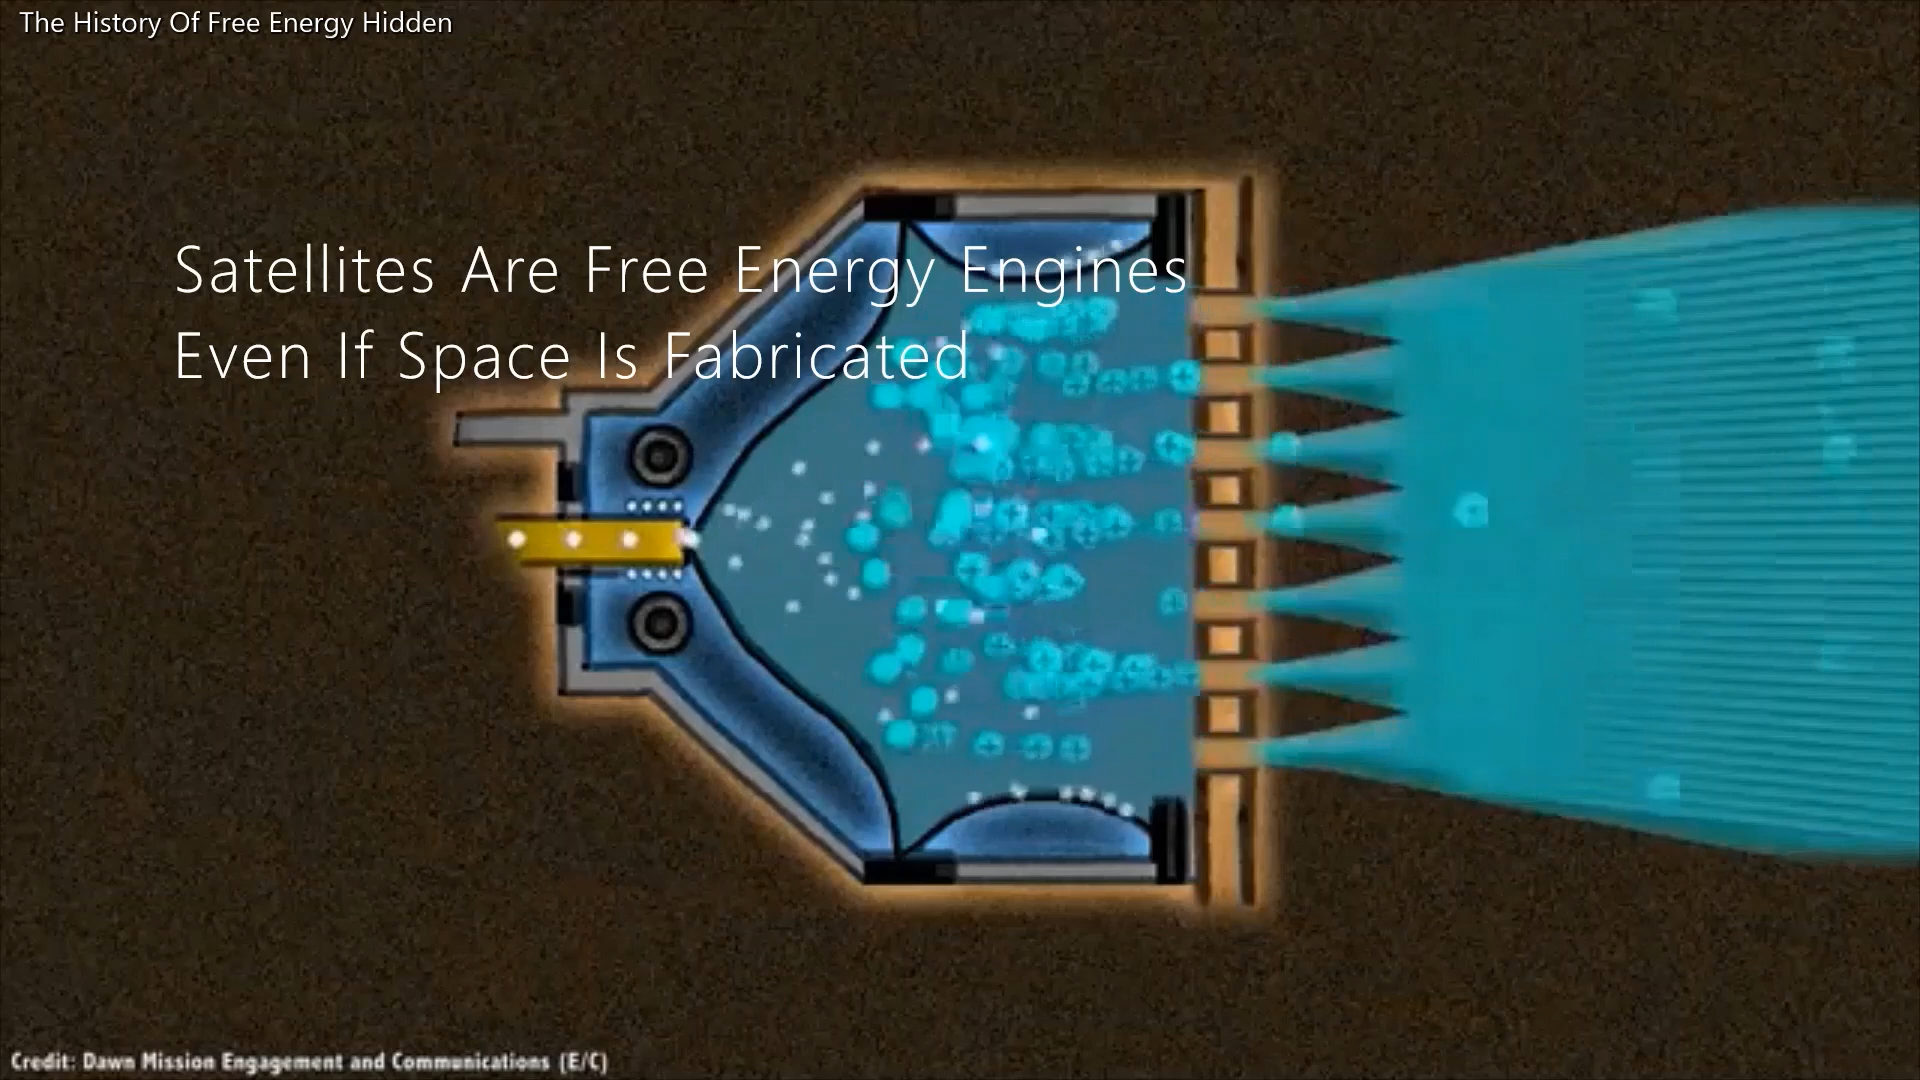 The History Of Free Energy Hidden
Satellites Are Free Energy Engines
Even If Space Is Fabricated
Credit: Dawn Mission Engagement and Communications (E/C)